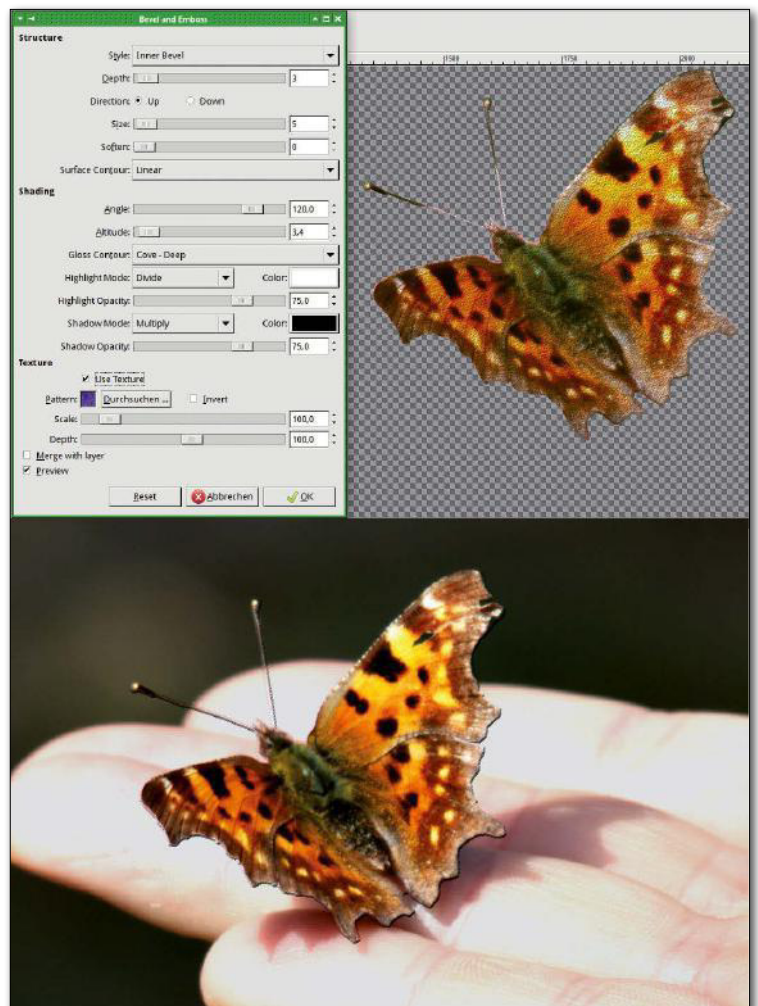 Bevel and Emboss
Structure
Style: Inner Bevel
Depth: 3
Direction: Up Down
Size: 5
Soften: 0
Surface Contour: Linear
Shading
Angle: 120,0
Altitude: 3,4
Gloss Contour: Cove - Deep
Highlight Mode: Divide Color:
Highlight Opacity: 75,0
Shadow Mode: Multiply Color:
Shadow Opacity: 75,0
Texture
Use Texture
Pattern: Durchsuchen ... Invert
Scale: 100,0
Depth: 100,0
Merge with layer
Preview
Reset Abbrechen OK
1500 1750 2000